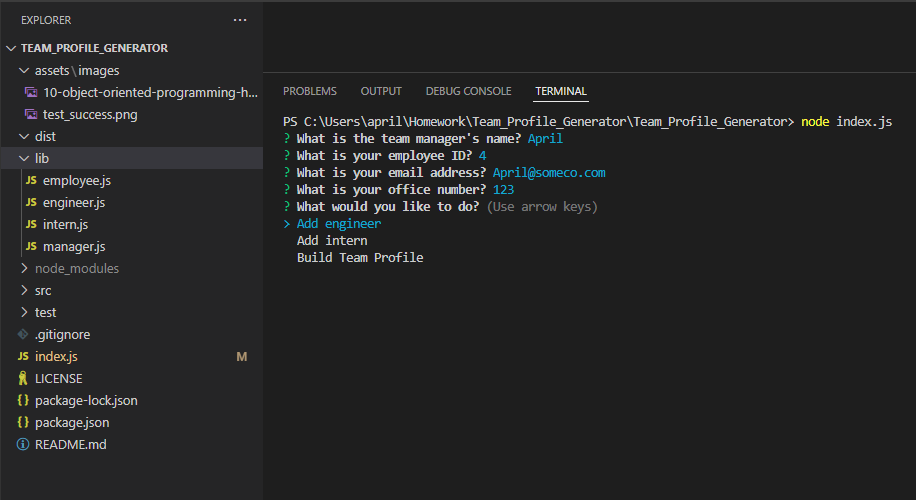 EXPLORER
TEAM_PROFILE_GENERATOR
assets\images
10-object-oriented-programming-h...
test_success.png
dist
lib
JS employee.js
JS engineer.js
JS intern.js
JS manager.js
node_modules
src
test
.gitignore
JS index.js M
LICENSE
{} package-lock.json
{} package.json
README.md
PROBLEMS OUTPUT DEBUG CONSOLE TERMINAL
PS C:\Users\april\Homework\Team_Profile_Generator\Team_Profile_Generator> node index.js
? What is the team manager's name? April
? What is your employee ID? 4
? What is your email address? April@someco.com
? What is your office number? 123
? What would you like to do? (Use arrow keys)
> Add engineer
Add intern
Build Team Profile